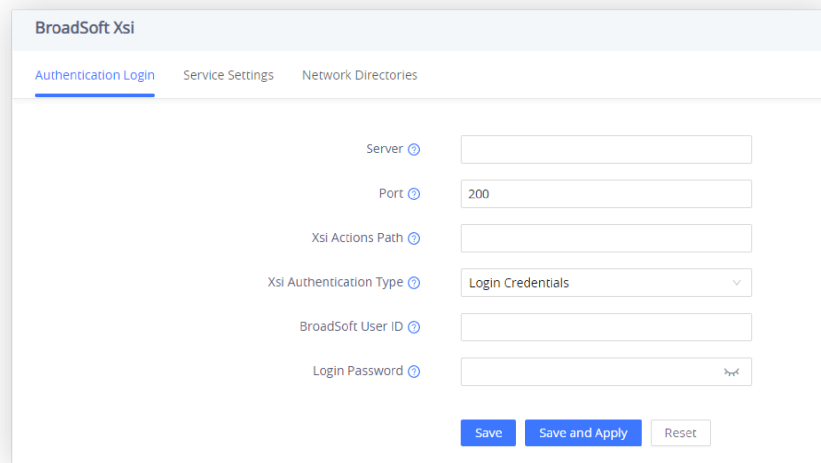 BroadSoft Xsi
Authentication Login Service Settings Network Directories
Server
Port 200
Xsi Actions Path
Xsi Authentication Type Login Credentials
BroadSoft User ID
Login Password
Save Save and Apply Reset